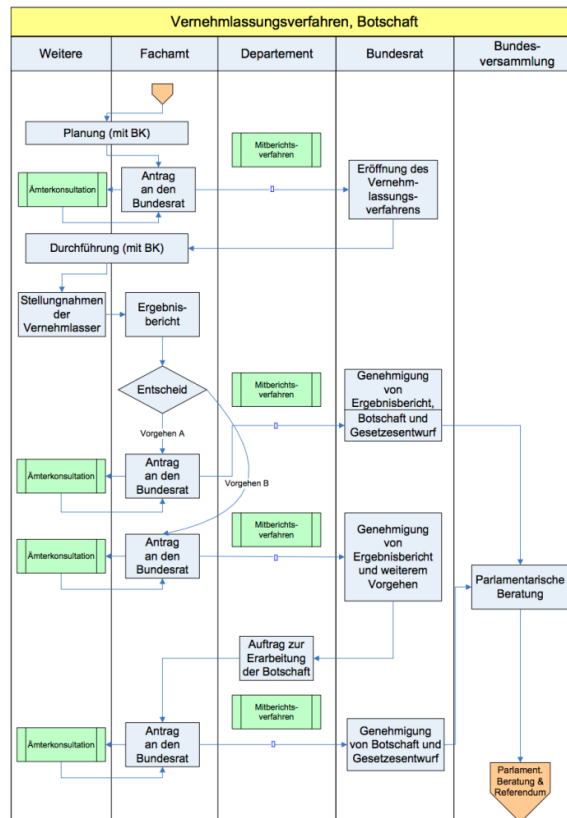 Vernehmlassungsverfahren, Botschaft
Weitere
Fachamt
Departement
Bundesrat
Bundes-
versammlung
Planung (mit BK)
Mitberichts-
verfahren
Ämterkonsultation
Antrag
an den
Bundesrat
Eröffnung des
Vernehm-
lassungs-
verfahrens
Durchführung (mit BK)
Stellungnahmen
der
Vernehmlasser
Ergebnis-
bericht
Entscheid
Mitberichts-
verfahren
Genehmigung
von
Ergebnisbericht,
Botschaft und
Gesetzesentwurf
Vorgehen A
Ämterkonsultation
Antrag
an den
Bundesrat
Vorgehen B
Mitberichts-
verfahren
Ämterkonsultation
Antrag
an den
Bundesrat
Genehmigung
von
Ergebnisbericht
und weiterem
Vorgehen
Parlamentarische
Beratung
Auftrag zur
Erarbeitung
der Botschaft
Mitberichts-
verfahren
Ämterkonsultation
Antrag
an den
Bundesrat
Genehmigung
von Botschaft und
Gesetzesentwurf
Parlament.
Beratung &
Referendum